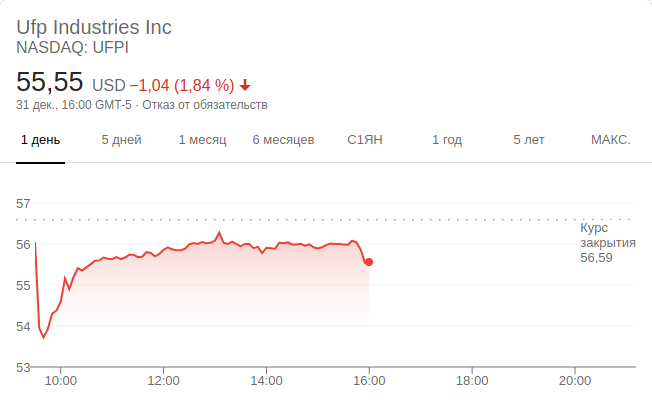 Ufp Industries Inc
NASDAQ: UFPI
55,55 USD −1,04 (1,84 %)
31 дек., 16:00 GMT-5 · Отказ от обязательств
1 день 5 дней 1 месяц 6 месяцев С1ЯН 1 год 5 лет МАКС.
57
Курс
закрытия
56,59
56
55
54
53
10:00 12:00 14:00 16:00 18:00 20:00